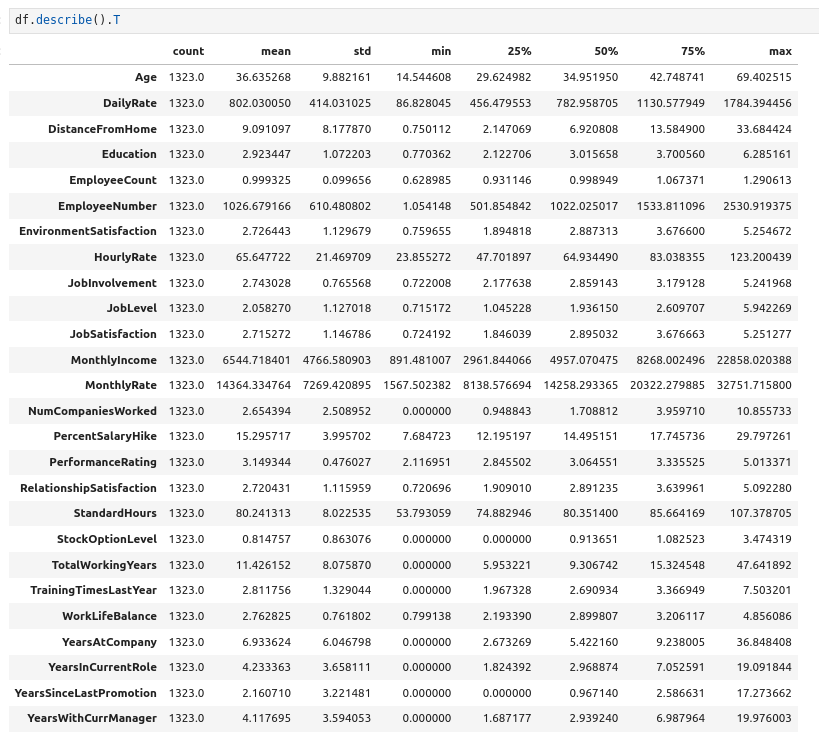 df.describe().T
count mean std min 25% 50% 75% max
Age 1323.0 36.635268 9.882161 14.544608 29.624982 34.951950 42.748741 69.402515
DailyRate 1323.0 802.030050 414.031025 86.828045 456.479553 782.958705 1130.577949 1784.394456
DistanceFromHome 1323.0 9.091097 8.177870 0.750112 2.147069 6.920808 13.584900 33.684424
Education 1323.0 2.923447 1.072203 0.770362 2.122706 3.015658 3.700560 6.285161
EmployeeCount 1323.0 0.999325 0.099656 0.628985 0.931146 0.998949 1.067371 1.290613
EmployeeNumber 1323.0 1026.679166 610.480802 1.054148 501.854842 1022.025017 1533.811096 2530.919375
EnvironmentSatisfaction 1323.0 2.726443 1.129679 0.759655 1.894818 2.887313 3.676600 5.254672
HourlyRate 1323.0 65.647722 21.469709 23.855272 47.701897 64.934490 83.038355 123.200439
JobInvolvement 1323.0 2.743028 0.765568 0.722008 2.177638 2.859143 3.179128 5.241968
JobLevel 1323.0 2.058270 1.127018 0.715172 1.045228 1.936150 2.609707 5.942269
JobSatisfaction 1323.0 2.715272 1.146786 0.724192 1.846039 2.895032 3.676663 5.251277
MonthlyIncome 1323.0 6544.718401 4766.580903 891.481007 2961.844066 4957.070475 8268.002496 22858.020388
MonthlyRate 1323.0 14364.334764 7269.420895 1567.502382 8138.576694 14258.293365 20322.279885 32751.715800
NumCompaniesWorked 1323.0 2.654394 2.508952 0.000000 0.948843 1.708812 3.959710 10.855733
PercentSalaryHike 1323.0 15.295717 3.995702 7.684723 12.195197 14.495151 17.745736 29.797261
PerformanceRating 1323.0 3.149344 0.476027 2.116951 2.845502 3.064551 3.335525 5.013371
RelationshipSatisfaction 1323.0 2.720431 1.115959 0.720696 1.909010 2.891235 3.639961 5.092280
StandardHours 1323.0 80.241313 8.022535 53.793059 74.882946 80.351400 85.664169 107.378705
StockOptionLevel 1323.0 0.814757 0.863076 0.000000 0.000000 0.913651 1.082523 3.474319
TotalWorkingYears 1323.0 11.426152 8.075870 0.000000 5.953221 9.306742 15.324548 47.641892
TrainingTimesLastYear 1323.0 2.811756 1.329044 0.000000 1.967328 2.690934 3.366949 7.503201
WorkLifeBalance 1323.0 2.762825 0.761802 0.799138 2.193390 2.899807 3.206117 4.856086
YearsAtCompany 1323.0 6.933624 6.046798 0.000000 2.673269 5.422160 9.238005 36.848408
YearsInCurrentRole 1323.0 4.233363 3.658111 0.000000 1.824392 2.968874 7.052591 19.091844
YearsSinceLastPromotion 1323.0 2.160710 3.221481 0.000000 0.000000 0.967140 2.586631 17.273662
YearsWithCurrManager 1323.0 4.117695 3.594053 0.000000 1.687177 2.939240 6.987964 19.976003